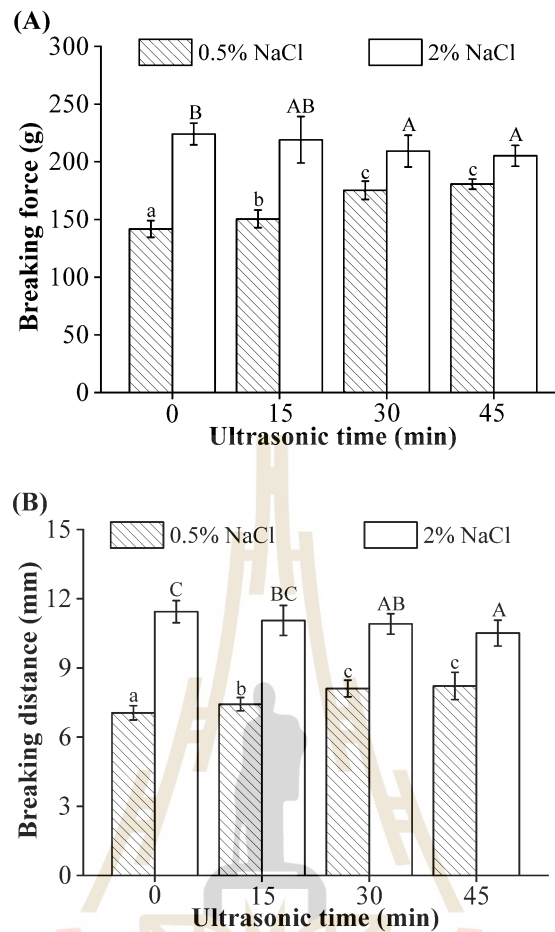 (A)
300
0.5% NaCl 2% NaCl
250
B AB A A
200
c c
150
a b
100
50
0
Breaking force (g)
0 15 30 45
Ultrasonic time (min)
(B)
15
0.5% NaCl 2% NaCl
12
C BC AB A
9
a b c c
6
3
0
Breaking distance (mm)
0 15 30 45
Ultrasonic time (min)